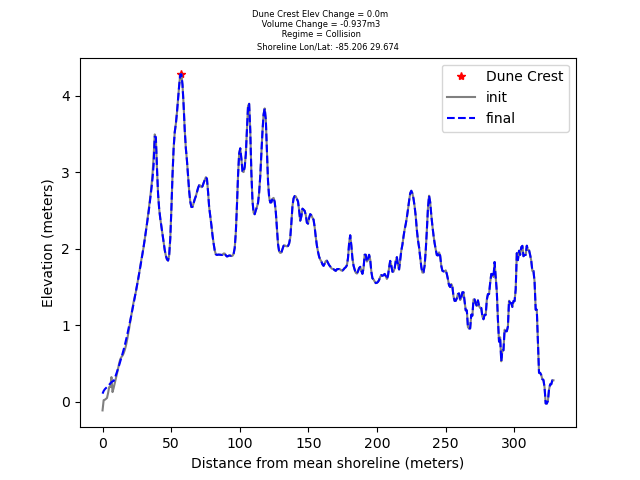 Dune Crest Elev Change = 0.0m
Volume Change = -0.937m3
Regime = Collision
Shoreline Lon/Lat: -85.206 29.674
Dune Crest
init
final
Elevation (meters)
4
3
2
1
0
0 50 100 150 200 250 300
Distance from mean shoreline (meters)